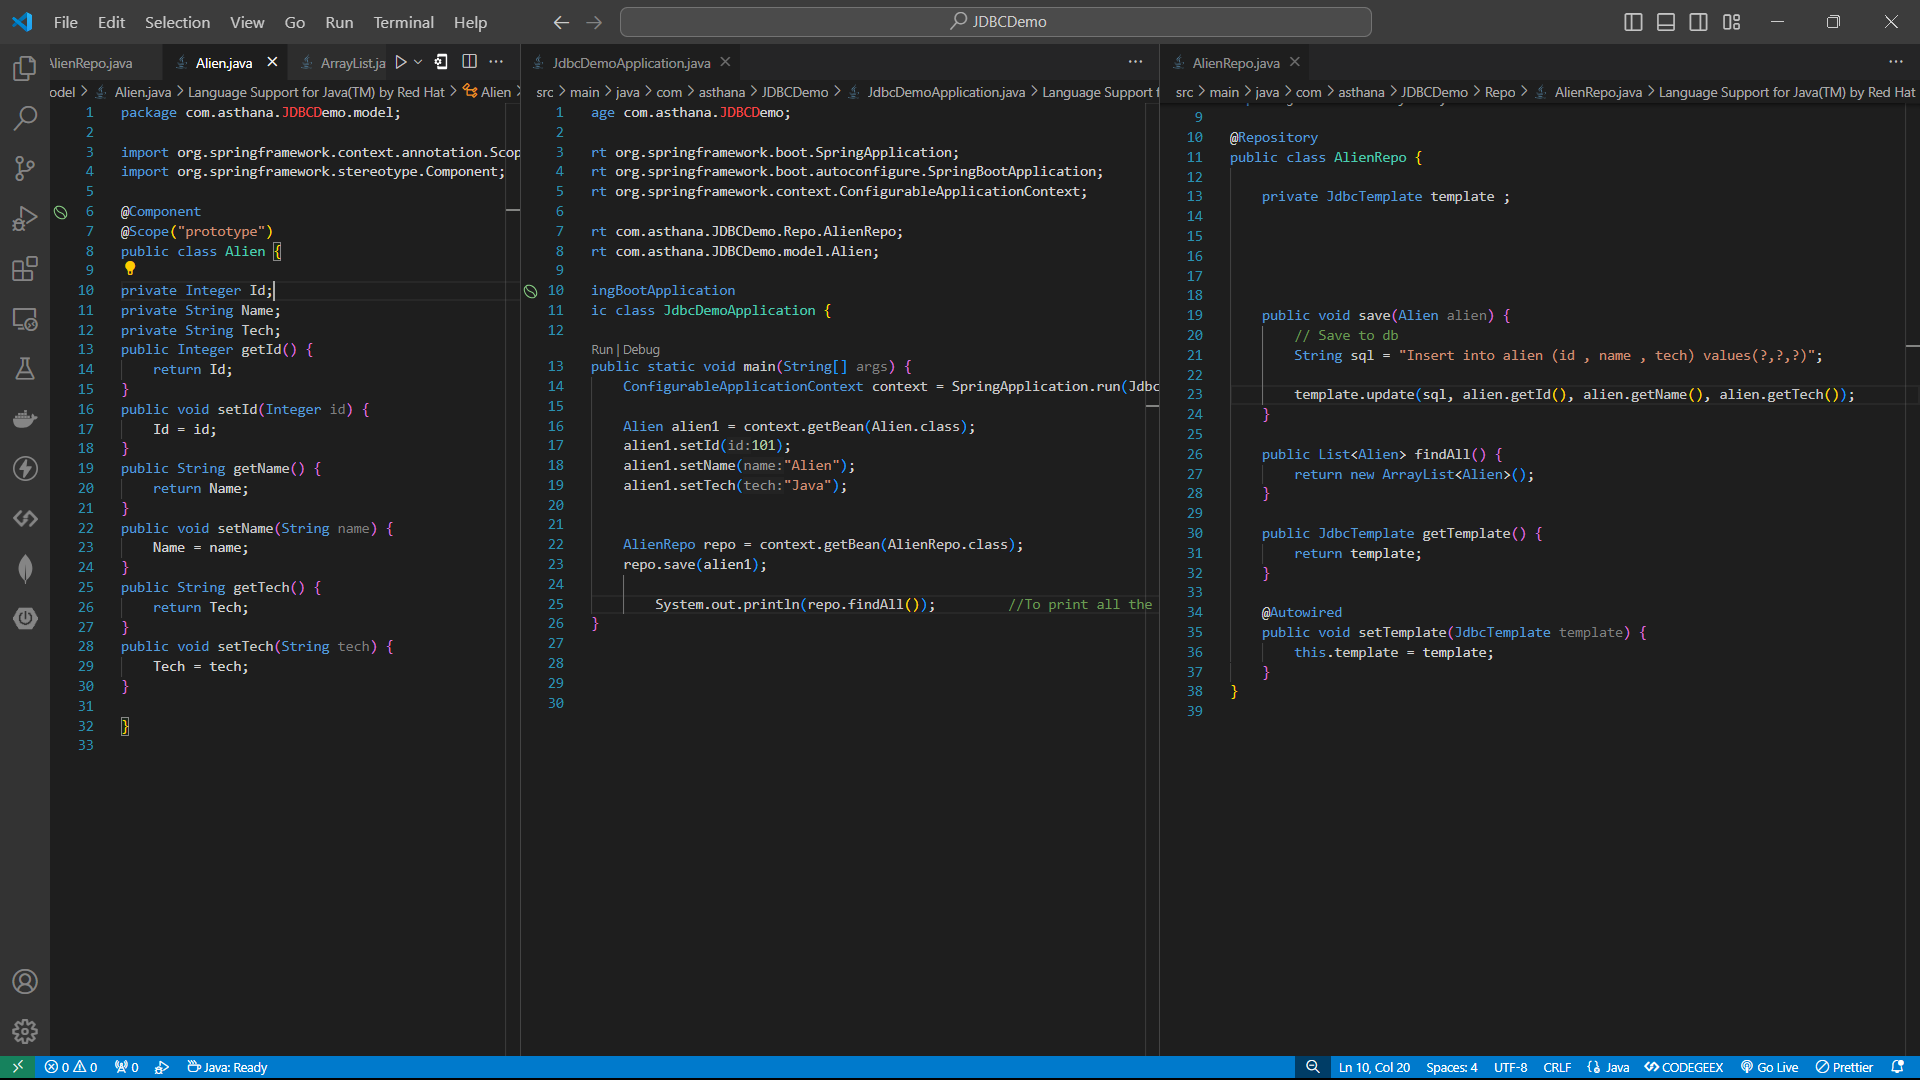 File Edit Selection View Go Run Terminal Help
JDBCDemo
AlienRepo.java
Alien.java
ArrayList.ja
odel > Alien.java > Language Support for Java(TM) by Red Hat > Alien >
1 package com.asthana.JDBCDemo.model;
2
3 import org.springframework.context.annotation.Scop
4 import org.springframework.stereotype.Component;
5
6 @Component
7 @Scope("prototype")
8 public class Alien {
9
10 private Integer Id;
11 private String Name;
12 private String Tech;
13 public Integer getId() {
14 return Id;
15 }
16 public void setId(Integer id) {
17 Id = id;
18 }
19 public String getName() {
20 return Name;
21 }
22 public void setName(String name) {
23 Name = name;
24 }
25 public String getTech() {
26 return Tech;
27 }
28 public void setTech(String tech) {
29 Tech = tech;
30 }
31
32 }
33
JdbcDemoApplication.java
src > main > java > com > asthana > JDBCDemo > JdbcDemoApplication.java > Language Support f
1 age com.asthana.JDBCDemo;
2
3 rt org.springframework.boot.SpringApplication;
4 rt org.springframework.boot.autoconfigure.SpringBootApplication;
5 rt org.springframework.context.ConfigurableApplicationContext;
6
7 rt com.asthana.JDBCDemo.Repo.AlienRepo;
8 rt com.asthana.JDBCDemo.model.Alien;
9
10 ingBootApplication
11 ic class JdbcDemoApplication {
12
Run | Debug
13 public static void main(String[] args) {
14 ConfigurableApplicationContext context = SpringApplication.run(Jdbc
15
16 Alien alien1 = context.getBean(Alien.class);
17 alien1.setId(id:101);
18 alien1.setName(name:"Alien");
19 alien1.setTech(tech:"Java");
20
21
22 AlienRepo repo = context.getBean(AlienRepo.class);
23 repo.save(alien1);
24
25 System.out.println(repo.findAll()); //To print all the
26 }
27
28
29
30
AlienRepo.java
src > main > java > com > asthana > JDBCDemo > Repo > AlienRepo.java > Language Support for Java(TM) by Red Hat
9
10 @Repository
11 public class AlienRepo {
12
13 private JdbcTemplate template ;
14
15
16
17
18
19 public void save(Alien alien) {
20 // Save to db
21 String sql = "Insert into alien (id , name , tech) values(?,?,?)";
22
23 template.update(sql, alien.getId(), alien.getName(), alien.getTech());
24 }
25
26 public List<Alien> findAll() {
27 return new ArrayList<Alien>();
28 }
29
30 public JdbcTemplate getTemplate() {
31 return template;
32 }
33
34 @Autowired
35 public void setTemplate(JdbcTemplate template) {
36 this.template = template;
37 }
38 }
39
0 0 0 Java: Ready
Ln 10, Col 20 Spaces: 4 UTF-8 CRLF {} Java CODEGEEX Go Live Prettier